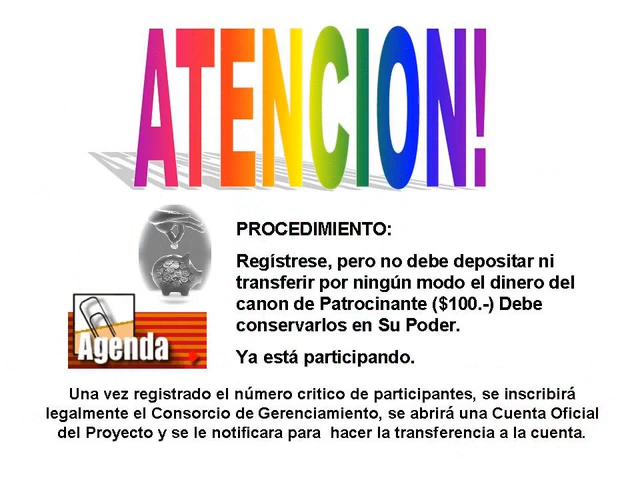 ATENCION!
PROCEDIMIENTO:
Regístrese, pero no debe depositar ni
transferir por ningún modo el dinero del
canon de Patrocinante ($100.-) Debe
conservarlos en Su Poder.
Agenda
Ya está participando.
Una vez registrado el número critico de participantes, se inscribirá
legalmente el Consorcio de Gerenciamiento, se abrirá una Cuenta Oficial
del Proyecto y se le notificara para  hacer la transferencia a la cuenta.